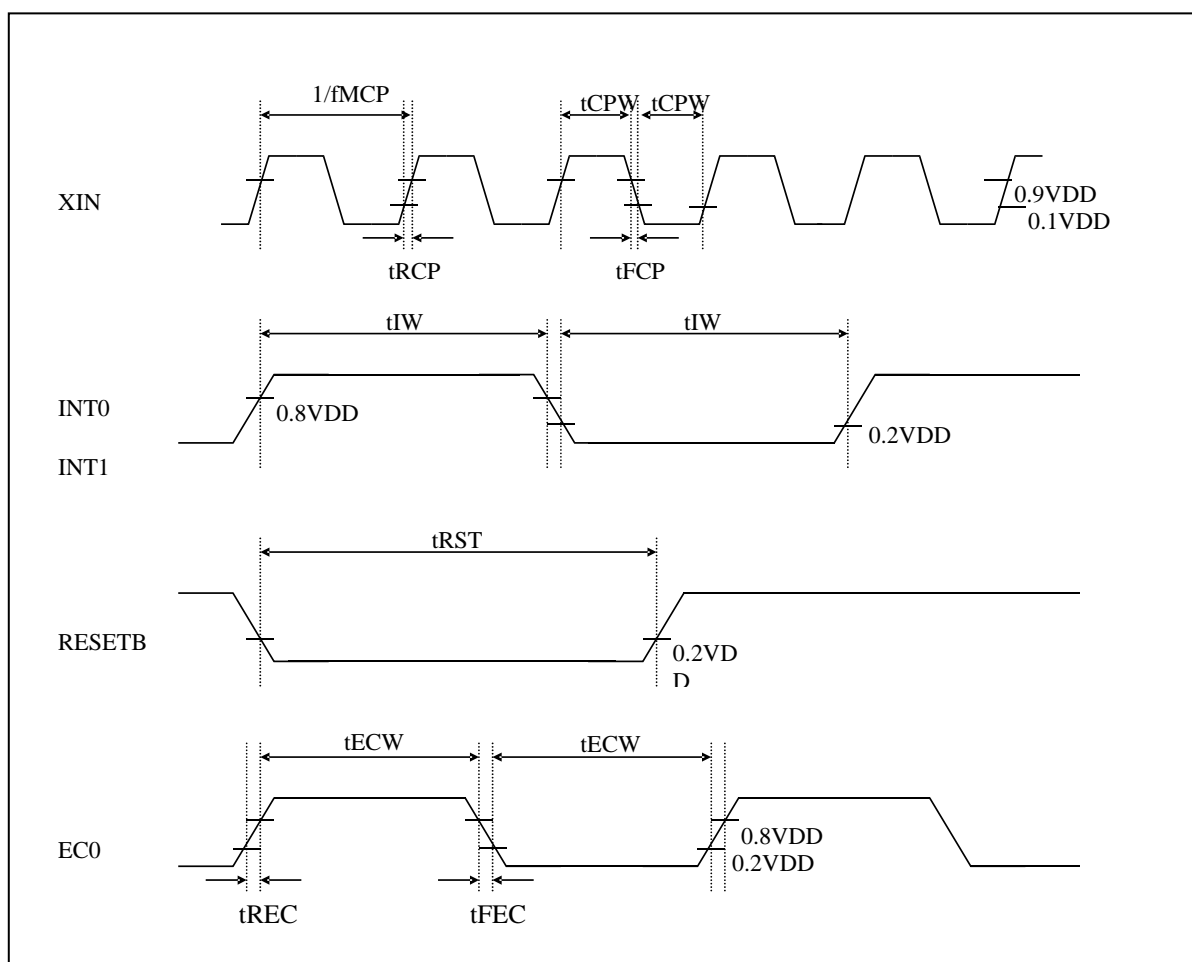 1/fMCP
tCPW tCPW
XIN
0.9VDD
0.1VDD
tRCP
tFCP
tIW
tIW
INT0
0.8VDD
0.2VDD
INT1
tRST
RESETB
0.2VD
D
tECW
tECW
EC0
0.8VDD
0.2VDD
tREC
tFEC